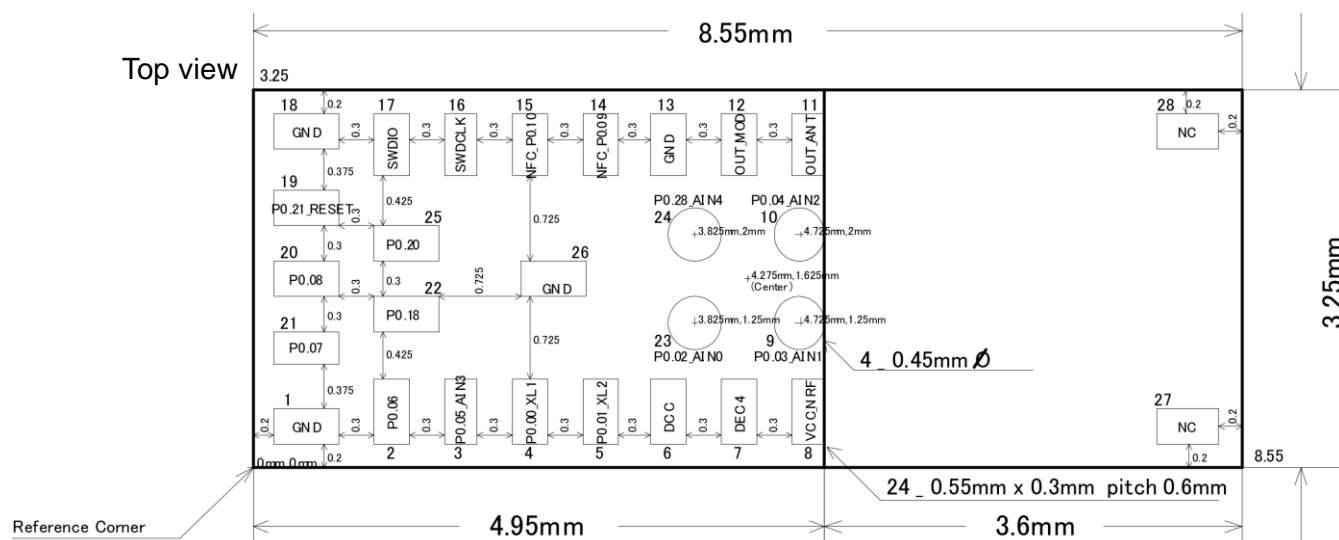 8.55mm
Top view
3.25
18 17 16 15 14 13 12 11 28
0.2 0.2
GND SWDIO SWDCLK NFC_P0.10 NFC_P0.09 GND OUT_MOD OUT_ANT NC
0.3 0.3 0.3 0.3 0.3 0.3 0.3 0.2
0.375
19
P0.21_RESET
0.425
0.3
25
P0.20
0.725
P0.28_AIN4 P0.04_AIN2
24 10
3.825mm,2mm 4.725mm,2mm
0.3
20
P0.08
0.3
0.3
22
P0.18
0.725
26
GND
4.275mm,1.625mm
(Center)
3.25mm
0.3
21
P0.07
0.425
0.725
3.825mm,1.25mm 4.725mm,1.25mm
23 9
P0.02_AIN0 P0.03_AIN1
4 _ 0.45mm Ø
0.375
1 27
GND P0.06 P0.05_AIN3 P0.00_XL1 P0.01_XL2 DCC DEC4 VCC_NRF NC
0.2 0.3 0.3 0.3 0.3 0.3 0.3 0.3 0.2
0.2 0.2
2 3 4 5 6 7 8
0mm,0mm
8.55
24 _ 0.55mm x 0.3mm pitch 0.6mm
Reference Corner
4.95mm 3.6mm